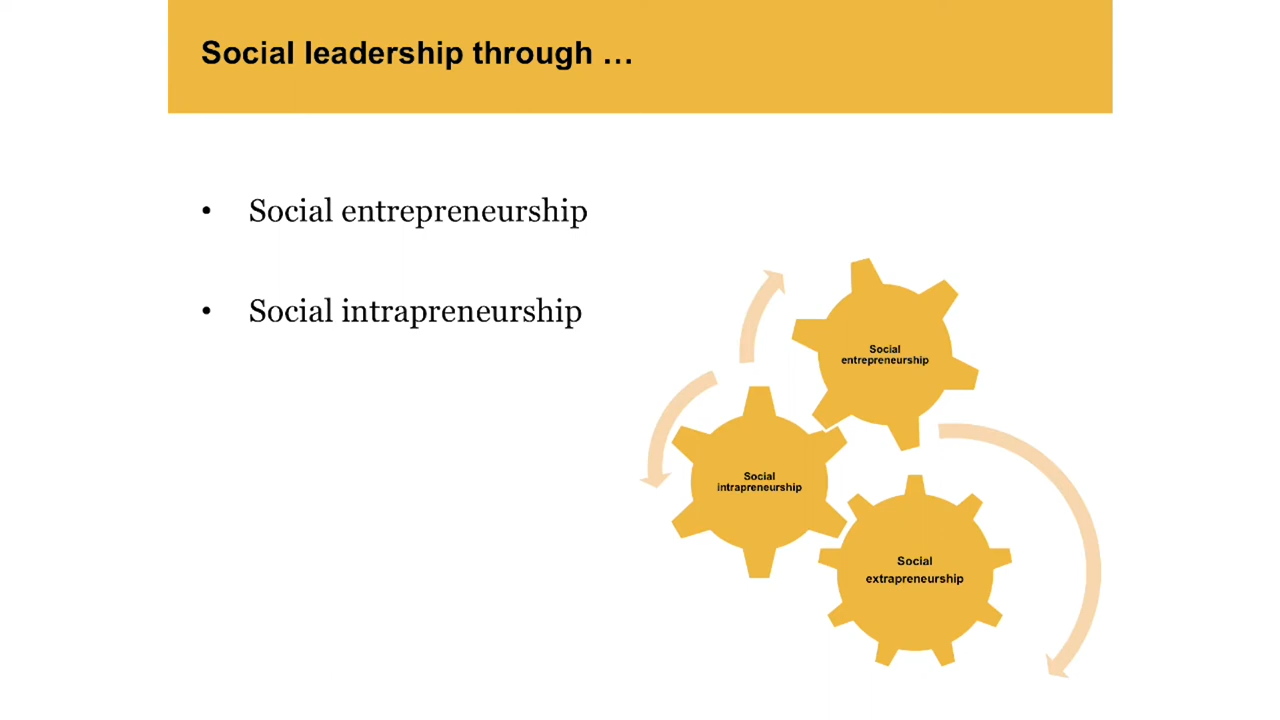 Social leadership through …
• Social entrepreneurship
• Social intrapreneurship
Social
entrepreneurship
Social
intrapreneurship
Social
extrapreneurship